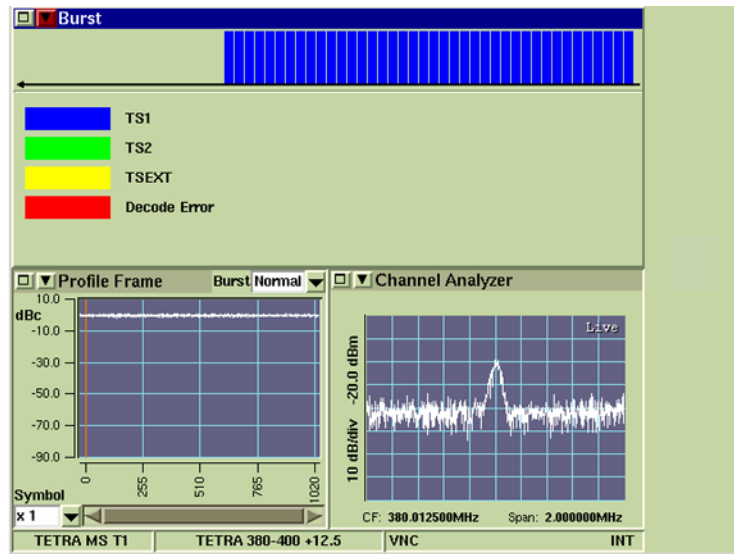 Burst
TS1
TS2
TSEXT
Decode Error
Profile Frame
Burst Normal
10.0
dBc
-10.0
-30.0
-50.0
-70.0
-90.0
0
255
510
765
1020
Symbol
x 1
Channel Analyzer
Live
10 dB/div -20.0 dBm
CF: 380.012500MHz Span: 2.000000MHz
TETRA MS T1 TETRA 380-400 +12.5 VNC INT